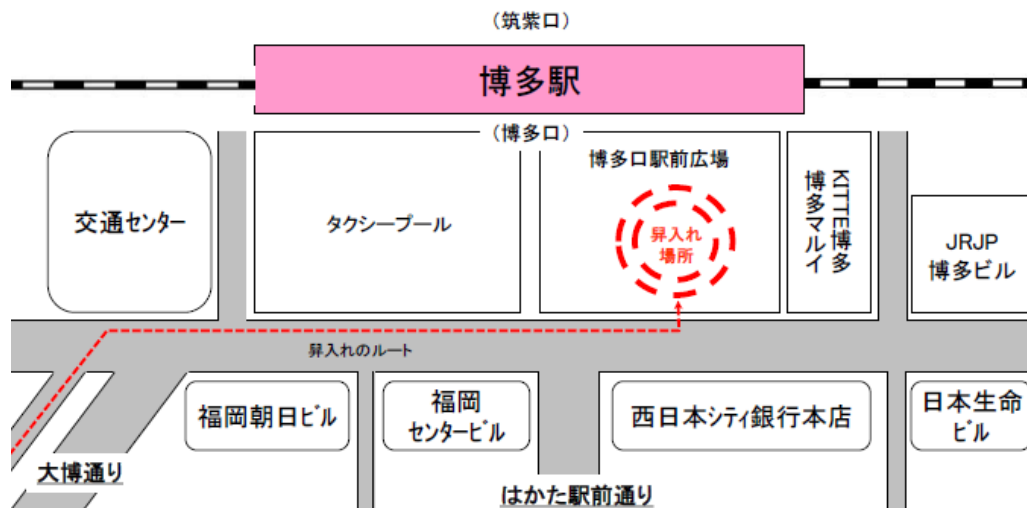 （筑紫口）
博多駅
（博多口）
博多口駅前広場
交通センター
タクシープール
舁入れ
場所
KITTE博多
博多マルイ
JRJP
博多ビル
舁入れのルート
福岡朝日ビル
福岡
センタービル
西日本シティ銀行本店
日本生命
ビル
大博通り
はかた駅前通り